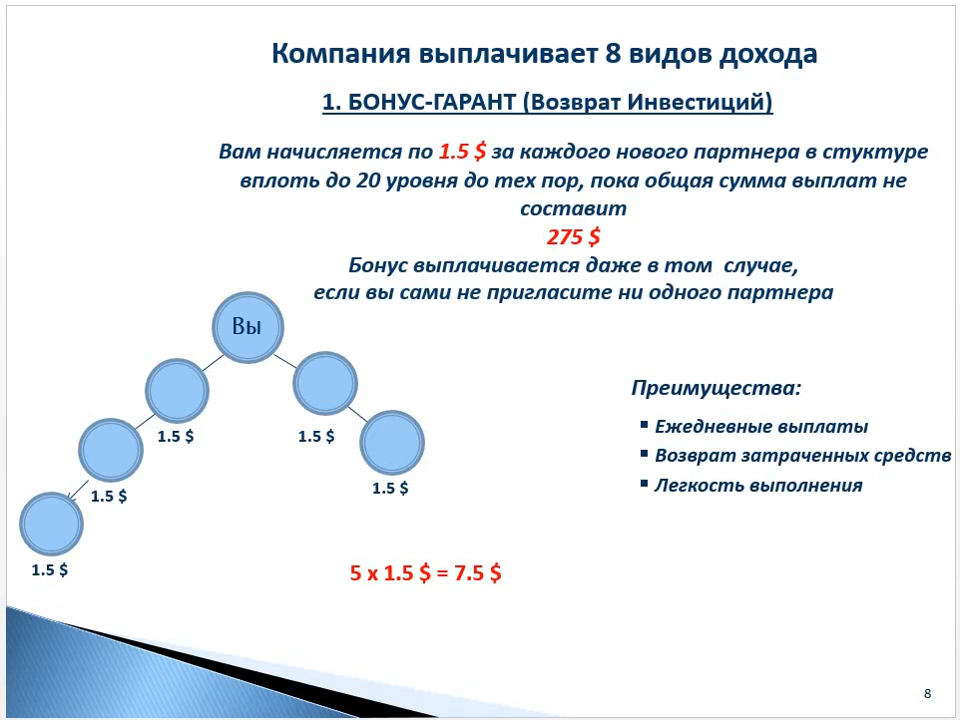 Компания выплачивает 8 видов дохода
1. БОНУС-ГАРАНТ (Возврат Инвестиций)
Вам начисляется по 1.5 $ за каждого нового партнера в стуктуре
вплоть до 20 уровня до тех пор, пока общая сумма выплат не
составит
275 $
Бонус выплачивается даже в том случае,
если вы сами не пригласите ни одного партнера
Вы
1.5 $
1.5 $
1.5 $
1.5 $
1.5 $
Преимущества:
▪ Ежедневные выплаты
▪ Возврат затраченных средств
▪ Легкость выполнения
5 x 1.5 $ = 7.5 $
8